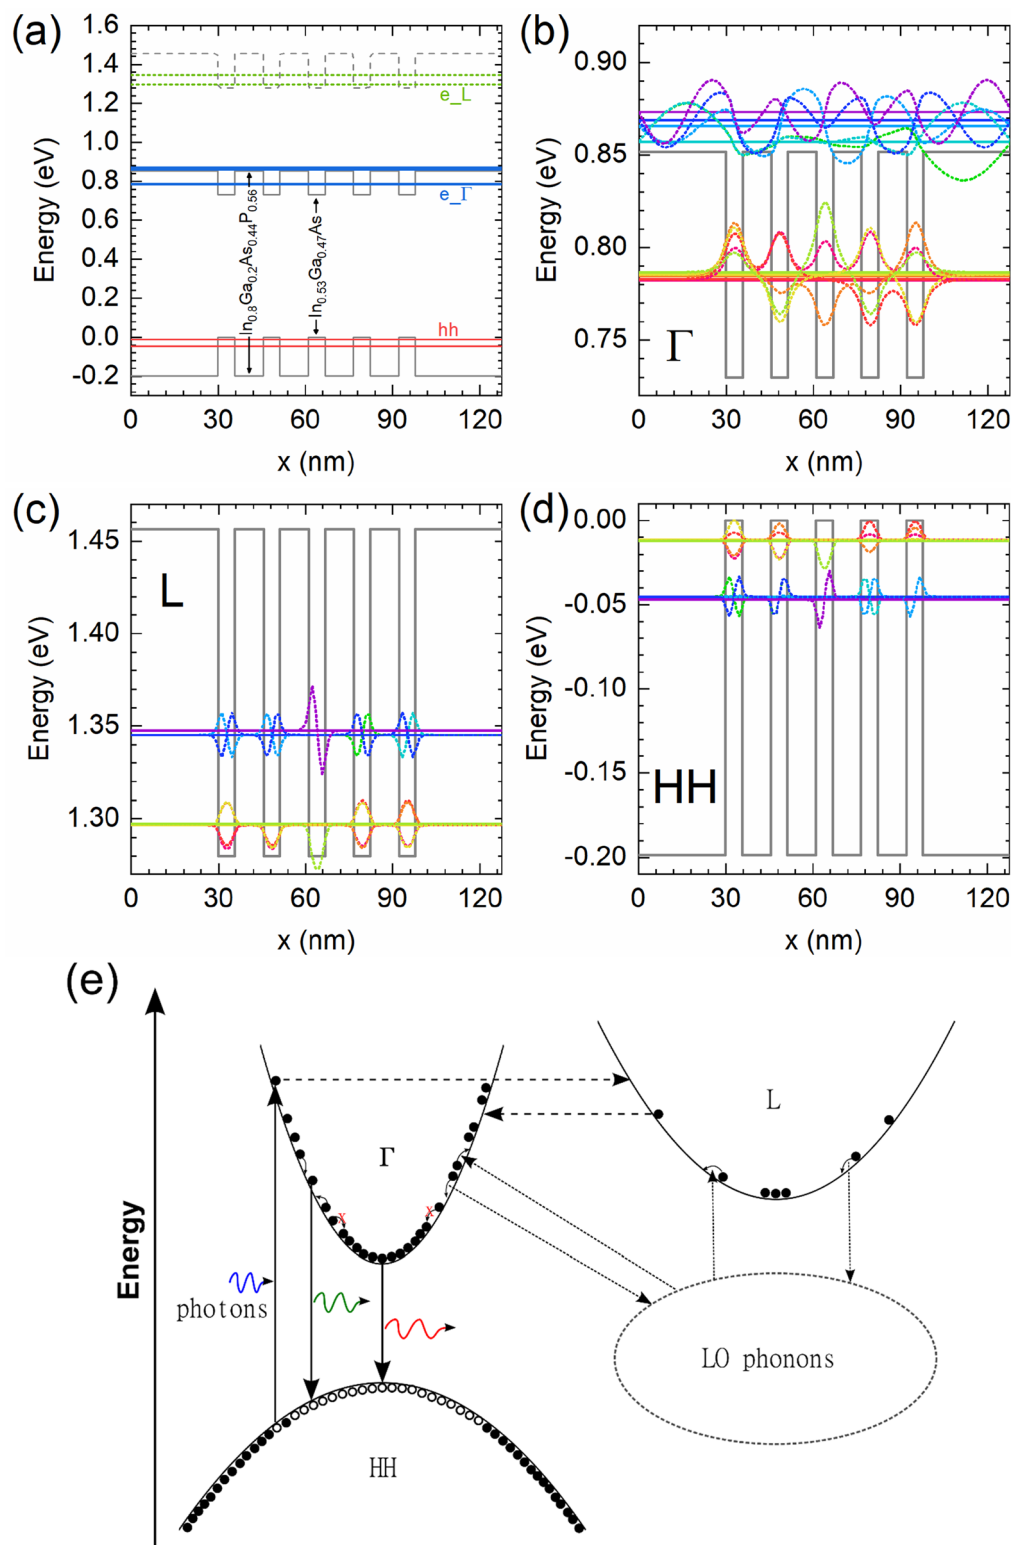 (a)
1.6
1.4
1.2
1.0
0.8
0.6
0.4
0.2
0.0
-0.2
Energy (eV)
e_L
e_Γ
hh
In0.8Ga0.2As0.44P0.56
In0.53Ga0.47As
0 30 60 90 120
x (nm)
(b)
0.90
0.85
0.80
0.75
Energy (eV)
Γ
0 30 60 90 120
x (nm)
(c)
1.45
1.40
1.35
1.30
Energy (eV)
L
0 30 60 90 120
x (nm)
(d)
0.00
-0.05
-0.10
-0.15
-0.20
Energy (eV)
HH
0 30 60 90 120
x (nm)
(e)
Energy
Γ
L
x x
photons
LO phonons
HH